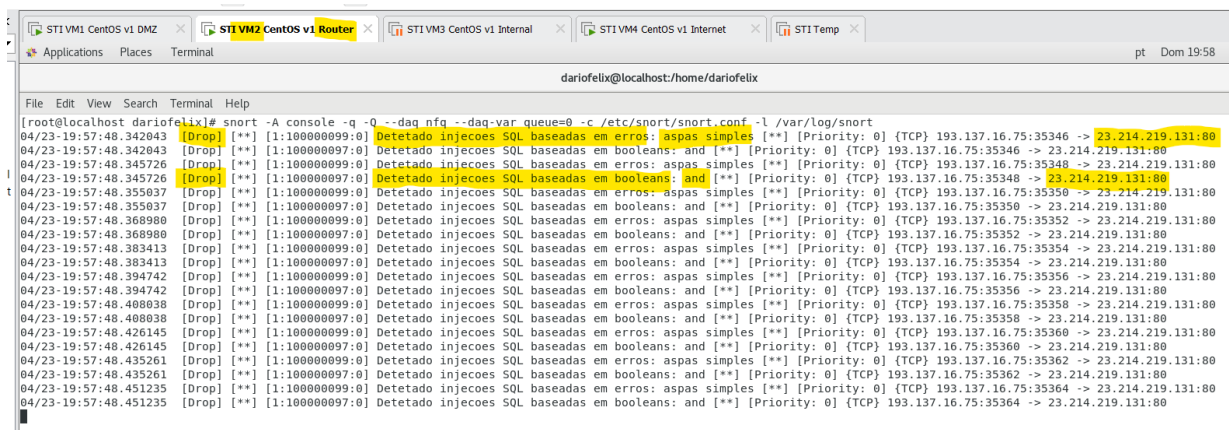 STI VM1 CentOS v1 DMZ × STI VM2 CentOS v1 Router × STI VM3 CentOS v1 Internal × STI VM4 CentOS v1 Internet × STI Temp ×
Applications Places Terminal pt Dom 19:58
dariofelix@localhost:/home/dariofelix
File Edit View Search Terminal Help
[root@localhost dariofelix]# snort -A console -q -Q --daq nfq --daq-var queue=0 -c /etc/snort/snort.conf -l /var/log/snort
04/23-19:57:48.342043 [Drop] [**] [1:100000099:0] Detetado injecoes SQL baseadas em erros: aspas simples [**] [Priority: 0] {TCP} 193.137.16.75:35346 -> 23.214.219.131:80
04/23-19:57:48.342043 [Drop] [**] [1:100000097:0] Detetado injecoes SQL baseadas em booleans: and [**] [Priority: 0] {TCP} 193.137.16.75:35346 -> 23.214.219.131:80
04/23-19:57:48.345726 [Drop] [**] [1:100000099:0] Detetado injecoes SQL baseadas em erros: aspas simples [**] [Priority: 0] {TCP} 193.137.16.75:35348 -> 23.214.219.131:80
04/23-19:57:48.345726 [Drop] [**] [1:100000097:0] Detetado injecoes SQL baseadas em booleans: and [**] [Priority: 0] {TCP} 193.137.16.75:35348 -> 23.214.219.131:80
04/23-19:57:48.355037 [Drop] [**] [1:100000099:0] Detetado injecoes SQL baseadas em erros: aspas simples [**] [Priority: 0] {TCP} 193.137.16.75:35350 -> 23.214.219.131:80
04/23-19:57:48.355037 [Drop] [**] [1:100000097:0] Detetado injecoes SQL baseadas em booleans: and [**] [Priority: 0] {TCP} 193.137.16.75:35350 -> 23.214.219.131:80
04/23-19:57:48.368980 [Drop] [**] [1:100000099:0] Detetado injecoes SQL baseadas em erros: aspas simples [**] [Priority: 0] {TCP} 193.137.16.75:35352 -> 23.214.219.131:80
04/23-19:57:48.368980 [Drop] [**] [1:100000097:0] Detetado injecoes SQL baseadas em booleans: and [**] [Priority: 0] {TCP} 193.137.16.75:35352 -> 23.214.219.131:80
04/23-19:57:48.383413 [Drop] [**] [1:100000099:0] Detetado injecoes SQL baseadas em erros: aspas simples [**] [Priority: 0] {TCP} 193.137.16.75:35354 -> 23.214.219.131:80
04/23-19:57:48.383413 [Drop] [**] [1:100000097:0] Detetado injecoes SQL baseadas em booleans: and [**] [Priority: 0] {TCP} 193.137.16.75:35354 -> 23.214.219.131:80
04/23-19:57:48.394742 [Drop] [**] [1:100000099:0] Detetado injecoes SQL baseadas em erros: aspas simples [**] [Priority: 0] {TCP} 193.137.16.75:35356 -> 23.214.219.131:80
04/23-19:57:48.394742 [Drop] [**] [1:100000097:0] Detetado injecoes SQL baseadas em booleans: and [**] [Priority: 0] {TCP} 193.137.16.75:35356 -> 23.214.219.131:80
04/23-19:57:48.408038 [Drop] [**] [1:100000099:0] Detetado injecoes SQL baseadas em erros: aspas simples [**] [Priority: 0] {TCP} 193.137.16.75:35358 -> 23.214.219.131:80
04/23-19:57:48.408038 [Drop] [**] [1:100000097:0] Detetado injecoes SQL baseadas em booleans: and [**] [Priority: 0] {TCP} 193.137.16.75:35358 -> 23.214.219.131:80
04/23-19:57:48.426145 [Drop] [**] [1:100000099:0] Detetado injecoes SQL baseadas em erros: aspas simples [**] [Priority: 0] {TCP} 193.137.16.75:35360 -> 23.214.219.131:80
04/23-19:57:48.426145 [Drop] [**] [1:100000097:0] Detetado injecoes SQL baseadas em booleans: and [**] [Priority: 0] {TCP} 193.137.16.75:35360 -> 23.214.219.131:80
04/23-19:57:48.435261 [Drop] [**] [1:100000099:0] Detetado injecoes SQL baseadas em erros: aspas simples [**] [Priority: 0] {TCP} 193.137.16.75:35362 -> 23.214.219.131:80
04/23-19:57:48.435261 [Drop] [**] [1:100000097:0] Detetado injecoes SQL baseadas em booleans: and [**] [Priority: 0] {TCP} 193.137.16.75:35362 -> 23.214.219.131:80
04/23-19:57:48.451235 [Drop] [**] [1:100000099:0] Detetado injecoes SQL baseadas em erros: aspas simples [**] [Priority: 0] {TCP} 193.137.16.75:35364 -> 23.214.219.131:80
04/23-19:57:48.451235 [Drop] [**] [1:100000097:0] Detetado injecoes SQL baseadas em booleans: and [**] [Priority: 0] {TCP} 193.137.16.75:35364 -> 23.214.219.131:80